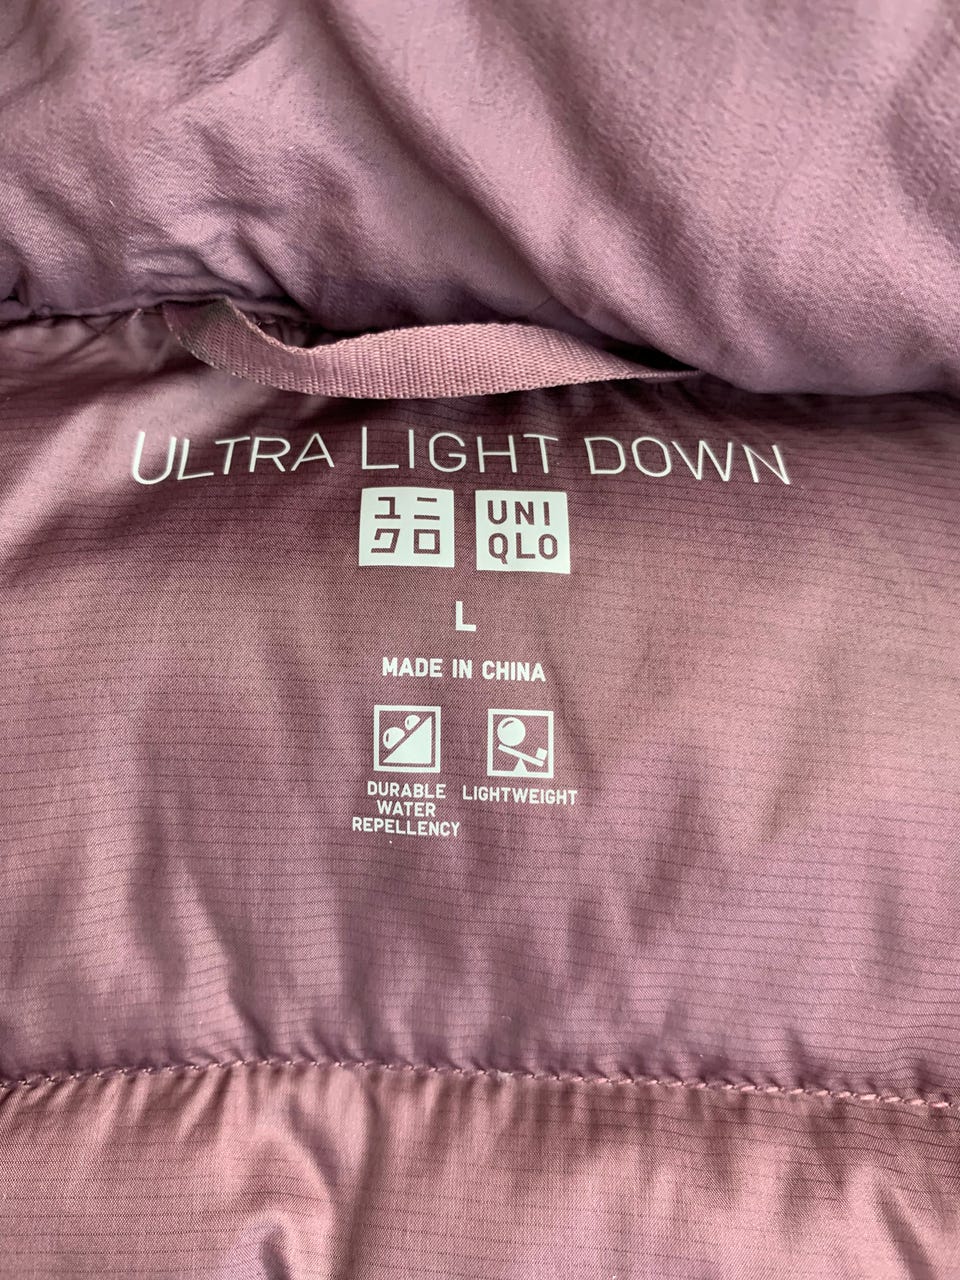 ULTRA LIGHT DOWN
ユニ UNI
クロ QLO
L
MADE IN CHINA
DURABLE LIGHTWEIGHT
WATER
REPELLENCY